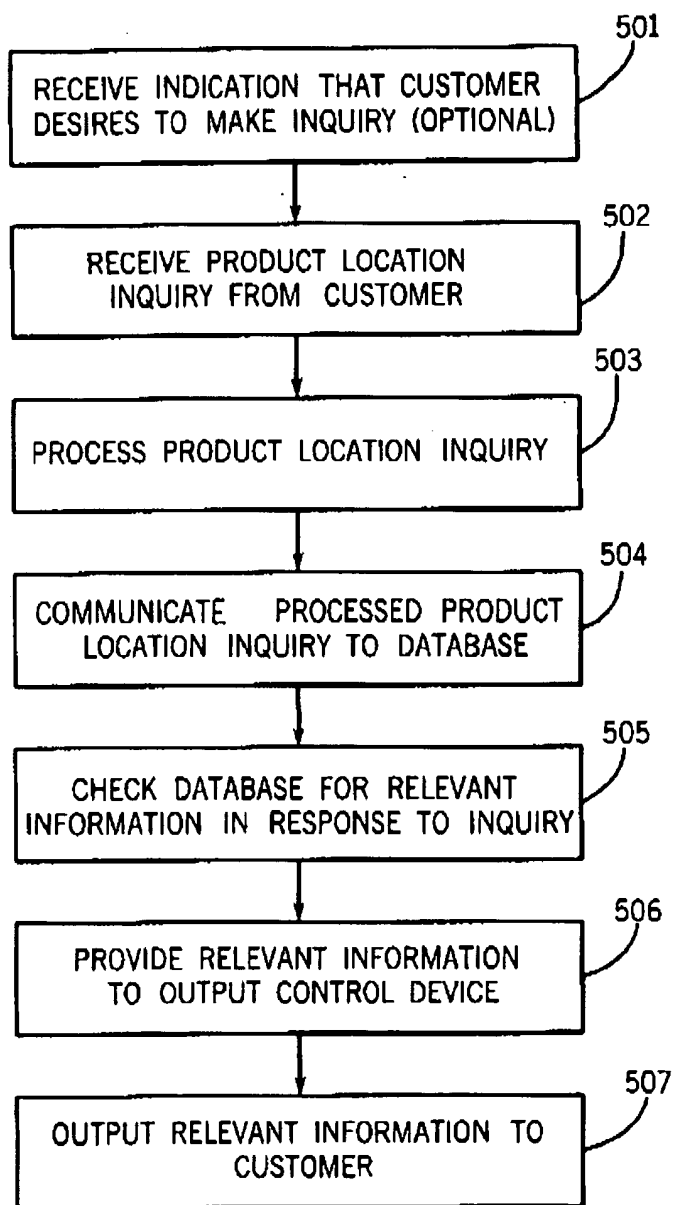 501
RECEIVE INDICATION THAT CUSTOMER
DESIRES TO MAKE INQUIRY (OPTIONAL)
502
RECEIVE PRODUCT LOCATION
INQUIRY FROM CUSTOMER
503
PROCESS PRODUCT LOCATION INQUIRY
504
COMMUNICATE PROCESSED PRODUCT
LOCATION INQUIRY TO DATABASE
505
CHECK DATABASE FOR RELEVANT
INFORMATION IN RESPONSE TO INQUIRY
506
PROVIDE RELEVANT INFORMATION
TO OUTPUT CONTROL DEVICE
507
OUTPUT RELEVANT INFORMATION TO
CUSTOMER